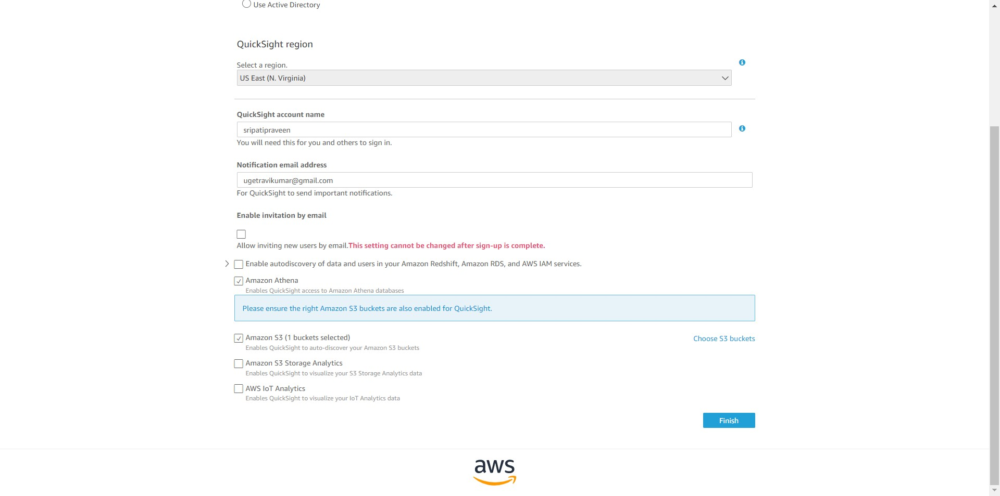 Use Active Directory
QuickSight region
Select a region.
US East (N. Virginia)
QuickSight account name
sripatipraveen
You will need this for you and others to sign in.
Notification email address
ugetravikumar@gmail.com
For QuickSight to send important notifications.
Enable invitation by email
Allow inviting new users by email.This setting cannot be changed after sign-up is complete.
Enable autodiscovery of data and users in your Amazon Redshift, Amazon RDS, and AWS IAM services.
Amazon Athena
Enables QuickSight access to Amazon Athena databases
Please ensure the right Amazon S3 buckets are also enabled for QuickSight.
Amazon S3 (1 buckets selected) Choose S3 buckets
Enables QuickSight to auto-discover your Amazon S3 buckets
Amazon S3 Storage Analytics
Enables QuickSight to visualize your S3 Storage Analytics data
AWS IoT Analytics
Enables QuickSight to visualize your IoT Analytics data
Finish
aws